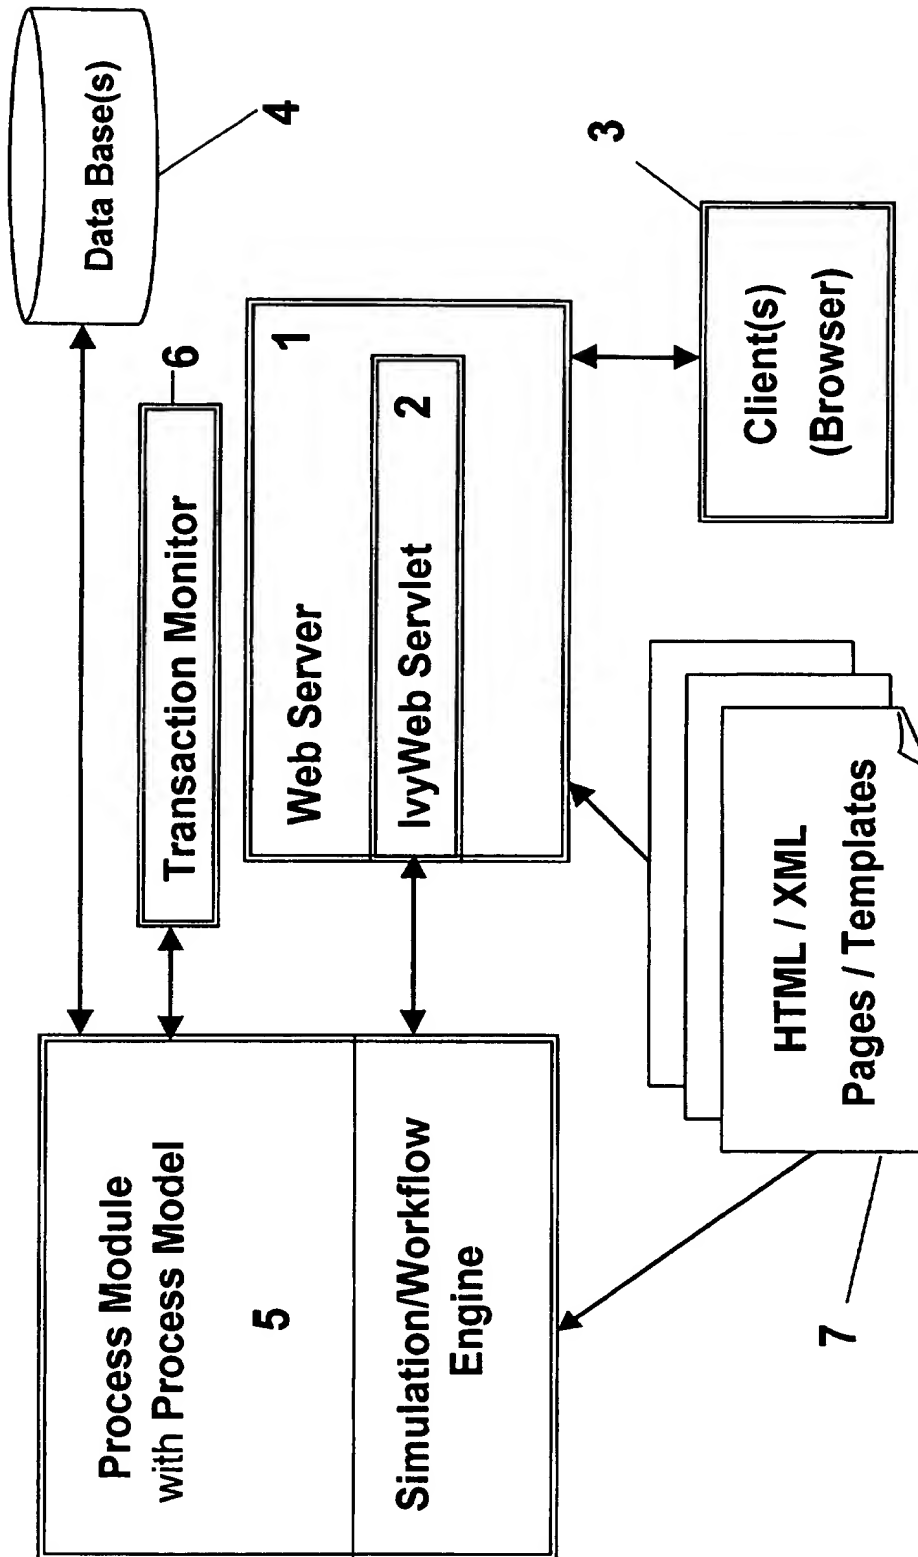 Data Base(s)
4
Process Module
with Process Model
5
Transaction Monitor
6
Web Server
1
IvyWeb Servlet
2
Simulation/Workflow
Engine
3
Client(s)
(Browser)
HTML / XML
Pages / Templates
7